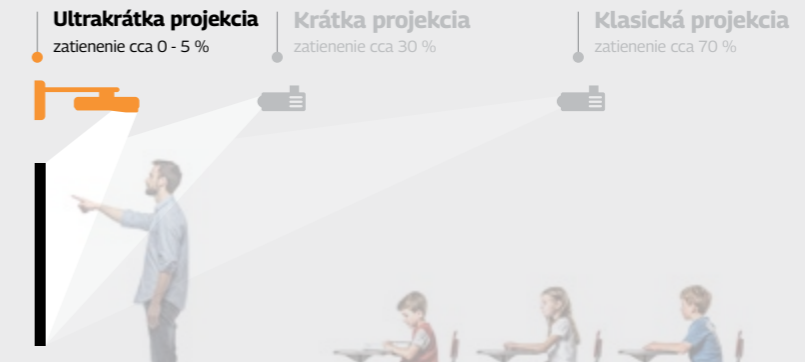 Ultrakrátka projekcia
zatienenie cca 0 - 5 %
Krátka projekcia
zatienenie cca 30 %
Klasická projekcia
zatienenie cca 70 %